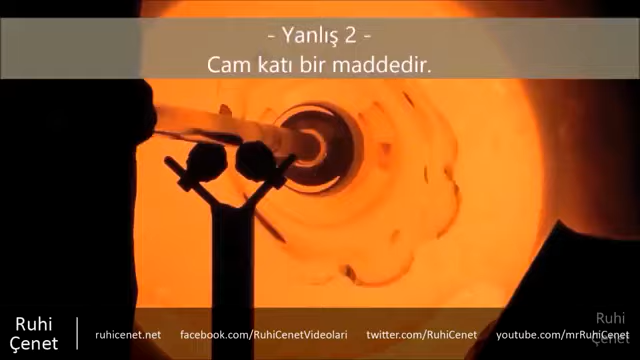 - Yanlış 2 -
Cam katı bir maddedir.
Ruhi
Çenet
Ruhi
Çenet
ruhicenet.net facebook.com/RuhiCenetVideolari twitter.com/RuhiCenet youtube.com/mrRuhiCenet